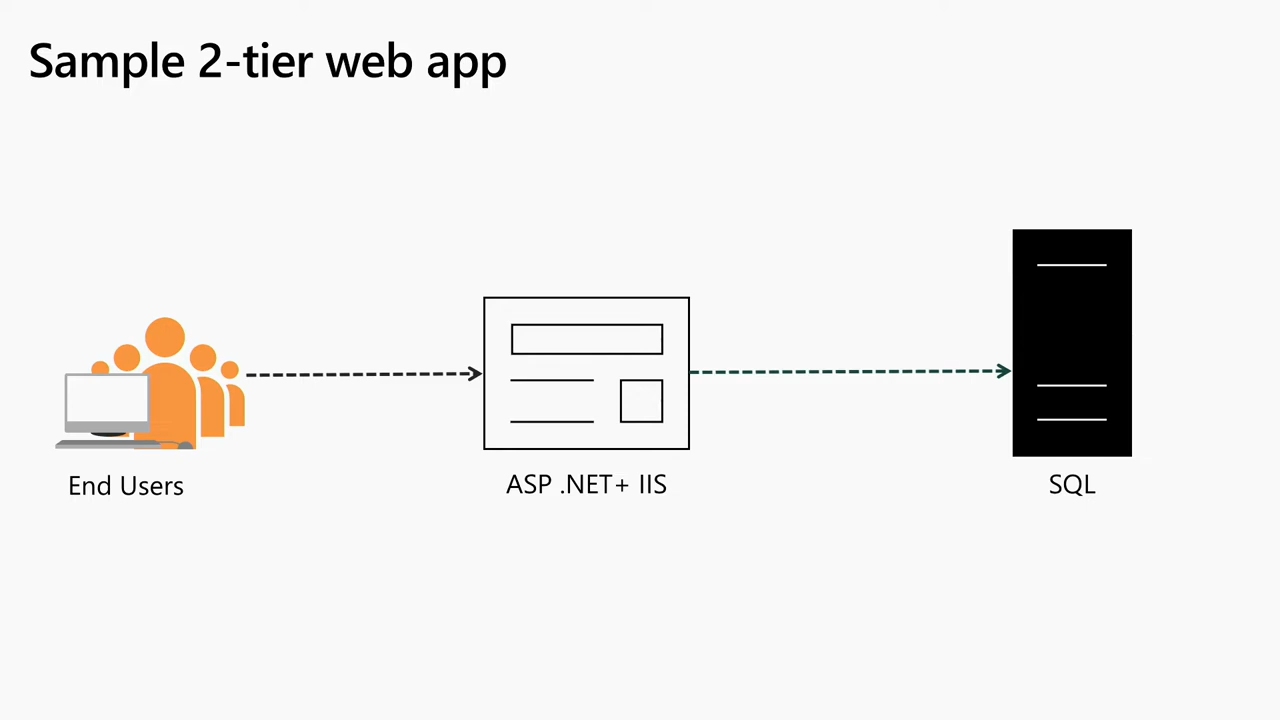 Sample 2-tier web app
End Users
ASP .NET+ IIS
SQL